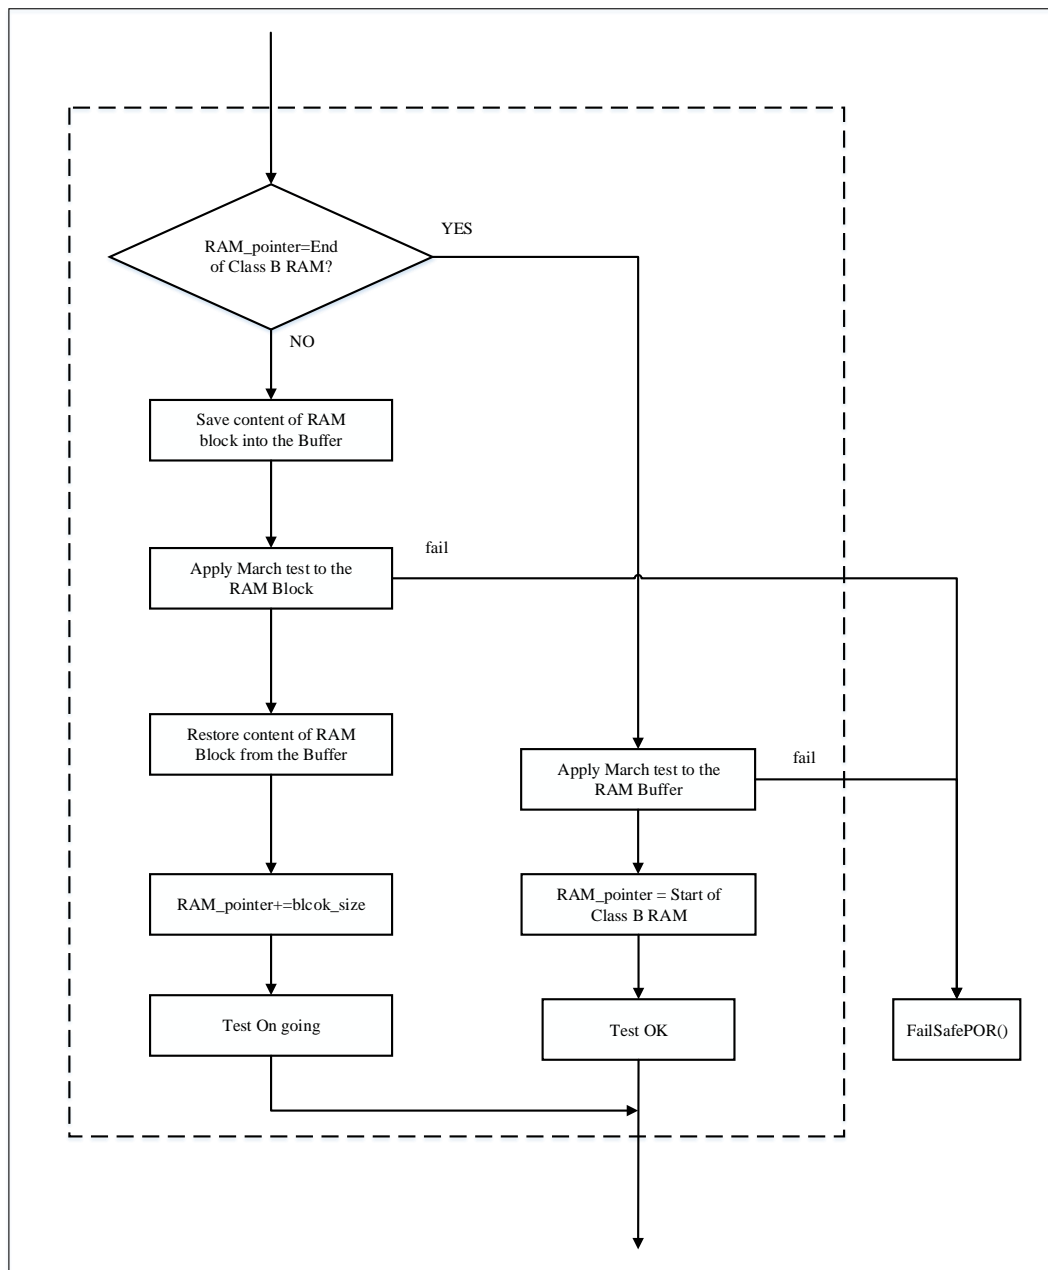 YES
RAM_pointer=End
of Class B RAM?
NO
Save content of RAM
block into the Buffer
fail
Apply March test to the
RAM Block
Restore content of RAM
Block from the Buffer
fail
Apply March test to the
RAM Buffer
RAM_pointer+=blcok_size
RAM_pointer = Start of
Class B RAM
Test On going
Test OK
FailSafePOR()